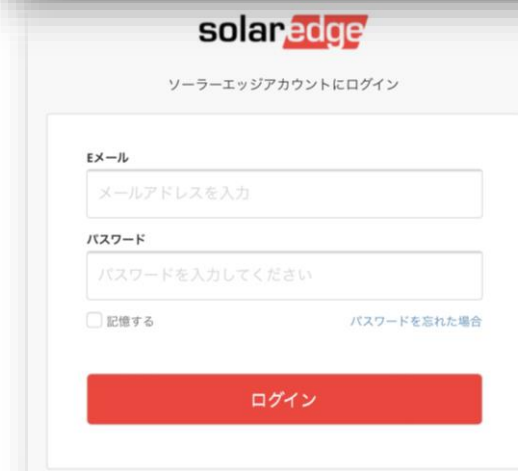 solaredge
ソーラーエッジアカウントにログイン
Eメール
メールアドレスを入力
パスワード
パスワードを入力してください
記憶する
パスワードを忘れた場合
ログイン